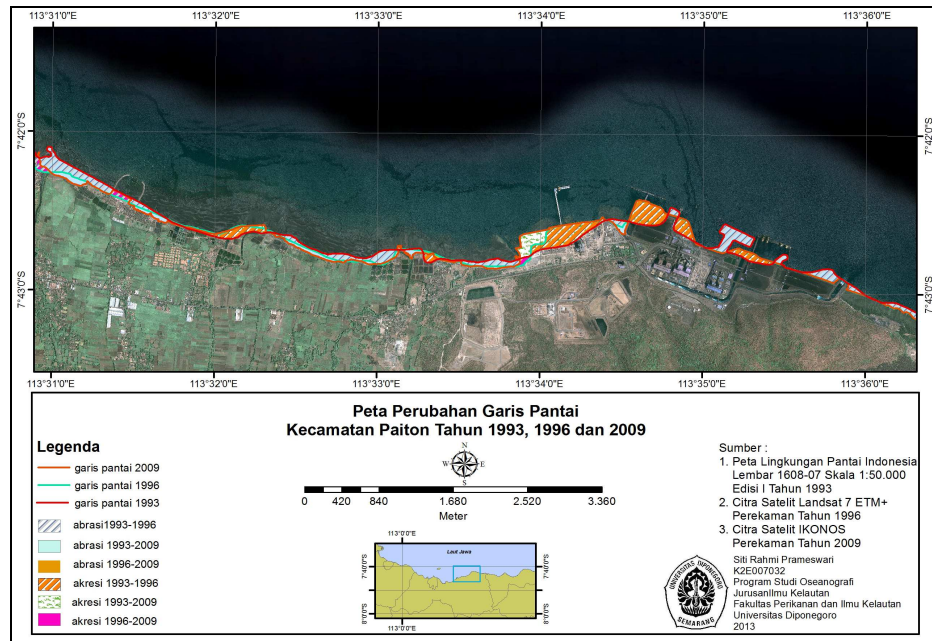 113°31'0"E 113°32'0"E 113°33'0"E 113°34'0"E 113°35'0"E 113°36'0"E
7°42'0"S 7°42'0"S
7°43'0"S 7°43'0"S
113°31'0"E 113°32'0"E 113°33'0"E 113°34'0"E 113°35'0"E 113°36'0"E
Peta Perubahan Garis Pantai
Kecamatan Paiton Tahun 1993, 1996 dan 2009
Legenda
garis pantai 2009
garis pantai 1996
garis pantai 1993
abrasi1993-1996
abrasi 1993-2009
abrasi 1996-2009
akresi 1993-1996
akresi 1993-2009
akresi 1996-2009
N
W E
S
0 420 840 1.680 2.520 3.360
Meter
113°0'0"E
Laut Jawa
7°40'0"S 7°40'0"S
8°0'0"S 8°0'0"S
113°0'0"E
Sumber :
1. Peta Lingkungan Pantai Indonesia
Lembar 1608-07 Skala 1:50.000
Edisi I Tahun 1993
2. Citra Satelit Landsat 7 ETM+
Perekaman Tahun 1996
3. Citra Satelit IKONOS
Perekaman Tahun 2009
UNIVERSITAS DIPONEGORO
SEMARANG
Siti Rahmi Prameswari
K2E007032
Program Studi Oseanografi
JurusanIlmu Kelautan
Fakultas Perikanan dan Ilmu Kelautan
Universitas Diponegoro
2013